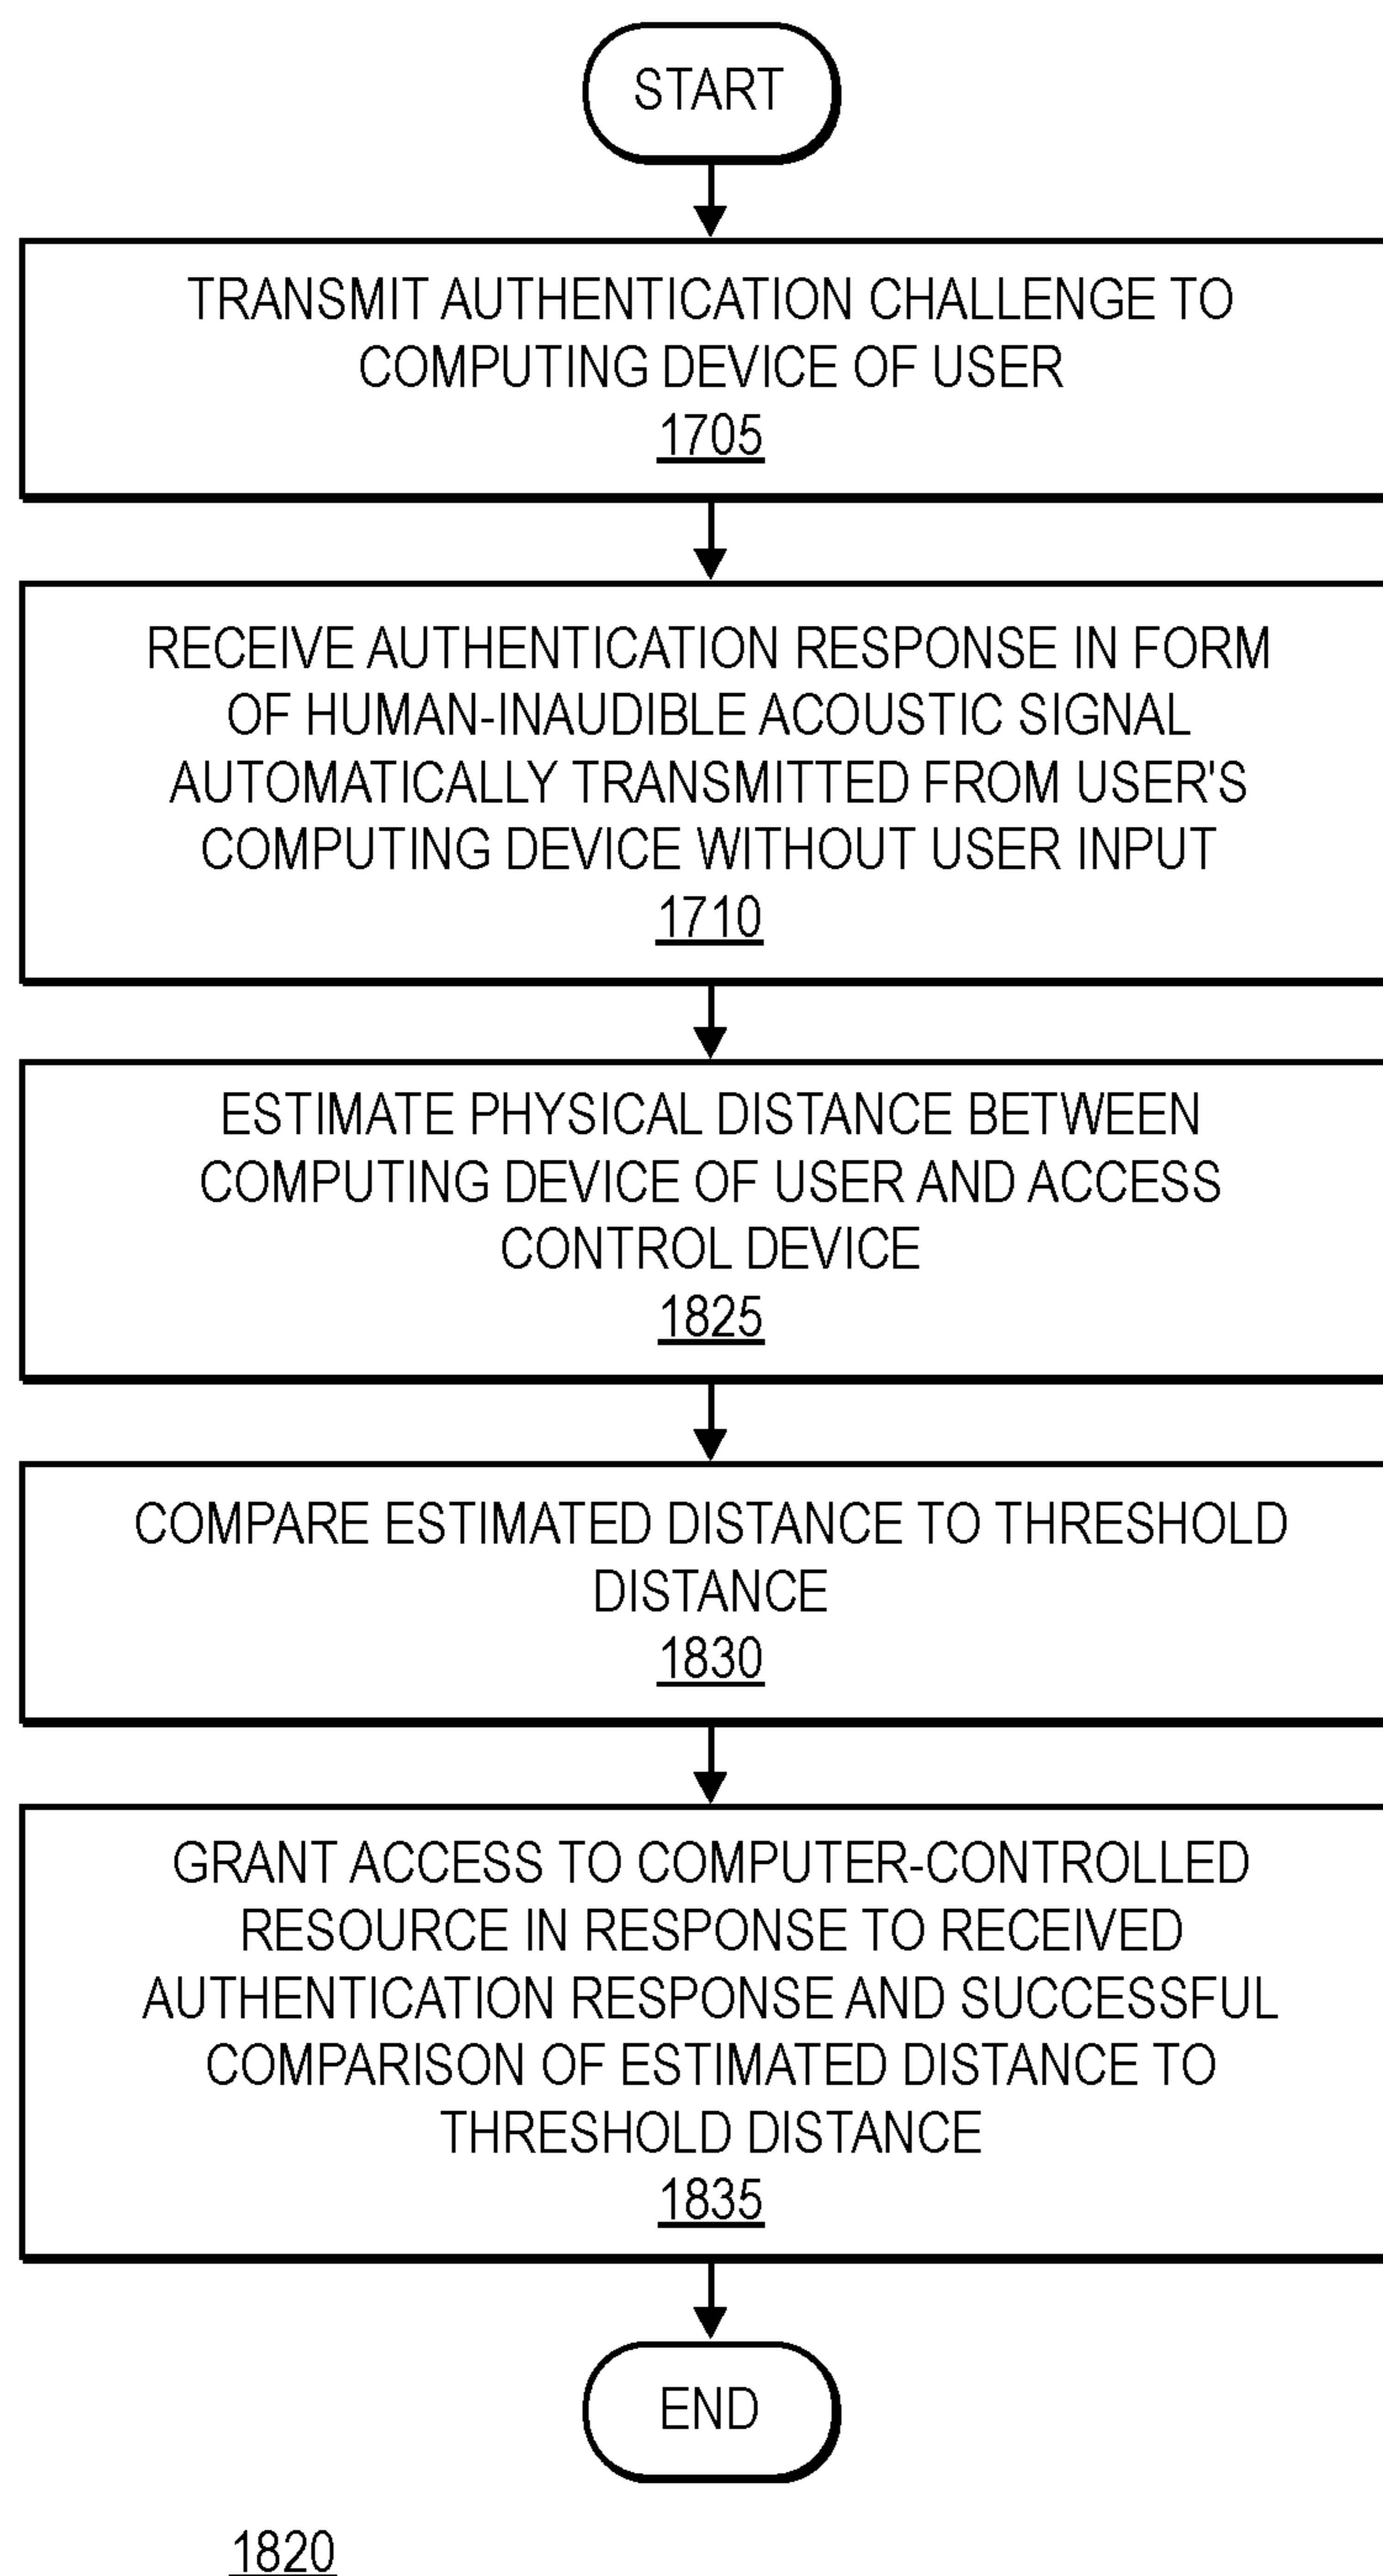 START
TRANSMIT AUTHENTICATION CHALLENGE TO
COMPUTING DEVICE OF USER
1705
RECEIVE AUTHENTICATION RESPONSE IN FORM
OF HUMAN-INAUDIBLE ACOUSTIC SIGNAL
AUTOMATICALLY TRANSMITTED FROM USER'S
COMPUTING DEVICE WITHOUT USER INPUT
1710
ESTIMATE PHYSICAL DISTANCE BETWEEN
COMPUTING DEVICE OF USER AND ACCESS
CONTROL DEVICE
1825
COMPARE ESTIMATED DISTANCE TO THRESHOLD
DISTANCE
1830
GRANT ACCESS TO COMPUTER-CONTROLLED
RESOURCE IN RESPONSE TO RECEIVED
AUTHENTICATION RESPONSE AND SUCCESSFUL
COMPARISON OF ESTIMATED DISTANCE TO
THRESHOLD DISTANCE
1835
END
1820